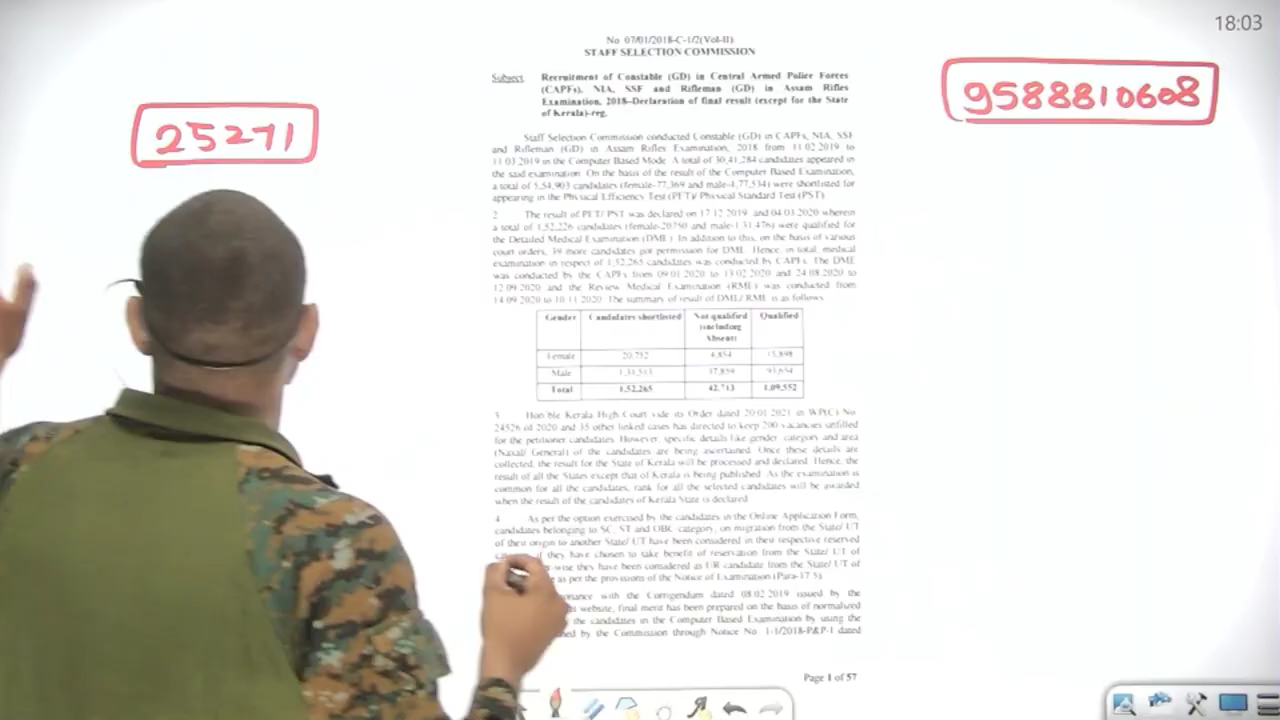 18:03
No 07/01/2018-C-1/2(Vol-II)
STAFF SELECTION COMMISSION
9588810608
25271
Subject Recruitment of Constable (GD) in Central Armed Police Forces
(CAPFs), NIA, SSF and Rifleman (GD) in Assam Rifles
Examination, 2018–Declaration of final result (except for the State
of Kerala)-reg.
Staff Selection Commission conducted Constable (GD) in CAPFs, NIA, SSF
and Rifleman (GD) in Assam Rifles Examination, 2018 from 11.02.2019 to
11.03.2019 in the Computer Based Mode. A total of 30,41,284 candidates appeared in
the said examination. On the basis of the result of the Computer Based Examination,
a total of 5,54,903 candidates (female-77,369 and male-4,77,534) were shortlisted for
appearing in the Physical Efficiency Test (PET)/ Physical Standard Test (PST).
2 The result of PET/ PST was declared on 17.12.2019 and 04.03.2020 wherein
a total of 1,52,226 candidates (female-20750 and male-1,31,476) were qualified for
the Detailed Medical Examination (DME). In addition to this, on the basis of various
court orders, 39 more candidates got permission for DME. Hence, in total, medical
examination in respect of 1,52,265 candidates was conducted by CAPFs. The DME
was conducted by the CAPFs from 09.01.2020 to 13.02.2020 and 24.08.2020 to
12.09.2020 and the Review Medical Examination (RME) was conducted from
14.09.2020 to 10.11.2020. The summary of result of DME/ RME is as follows
Gender Candidates shortlisted Not qualified Qualified
(including
Absent)
Female 20,752 4,854 15,898
Male 1,31,513 37,859 93,654
Total 1,52,265 42,713 1,09,552
3 Hon'ble Kerala High Court vide its Order dated 20.01.2021 in WP(C) No.
24526 of 2020 and 35 other linked cases has directed to keep 200 vacancies unfilled
for the petitioner candidates. However, specific details like gender, category and area
(Naxal/ General) of the candidates are being ascertained. Once these details are
collected, the result for the State of Kerala will be processed and declared. Hence, the
result of all the States except that of Kerala is being published. As the examination is
common for all the candidates, rank for all the selected candidates will be awarded
when the result of the candidates of Kerala State is declared.
4 As per the option exercised by the candidates in the Online Application Form,
candidates belonging to SC, ST and OBC category, on migration from the State/ UT
of their origin to another State/ UT have been considered in their respective reserved
if they have chosen to take benefit of reservation from the State/ UT of
wise they have been considered as UR candidate from the State/ UT of
as per the provisions of the Notice of Examination (Para-17.5)
with the Corrigendum dated 08.02.2019 issued by the
website, final merit has been prepared on the basis of normalized
the candidates in the Computer Based Examination by using the
by the Commission through Notice No. 1-1/2018-P&P-I dated
Page 1 of 57